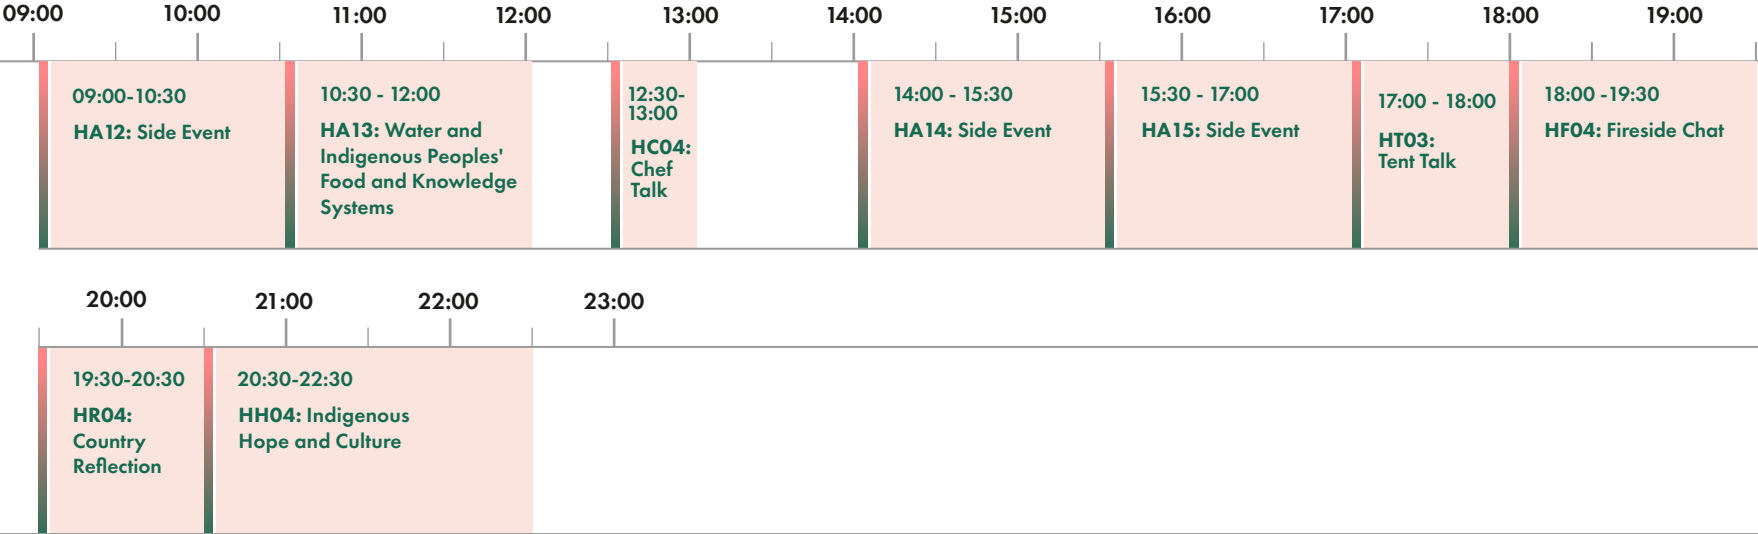 09:00 10:00 11:00 12:00 13:00 14:00 15:00 16:00 17:00 18:00 19:00
09:00-10:30
HA12: Side Event
10:30 - 12:00
HA13: Water and
Indigenous Peoples'
Food and Knowledge
Systems
12:30-
13:00
HC04:
Chef
Talk
14:00 - 15:30
HA14: Side Event
15:30 - 17:00
HA15: Side Event
17:00 - 18:00
HT03:
Tent Talk
18:00 -19:30
HF04: Fireside Chat
20:00 21:00 22:00 23:00
19:30-20:30
HR04:
Country
Reflection
20:30-22:30
HH04: Indigenous
Hope and Culture